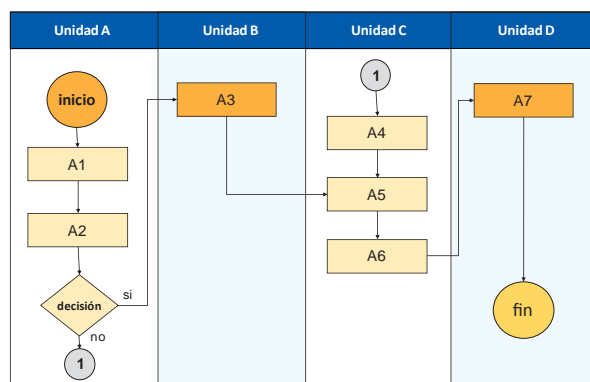 Unidad A
Unidad B
Unidad C
Unidad D
inicio
A1
A2
decisión
si
no
1
A3
1
A4
A5
A6
A7
fin